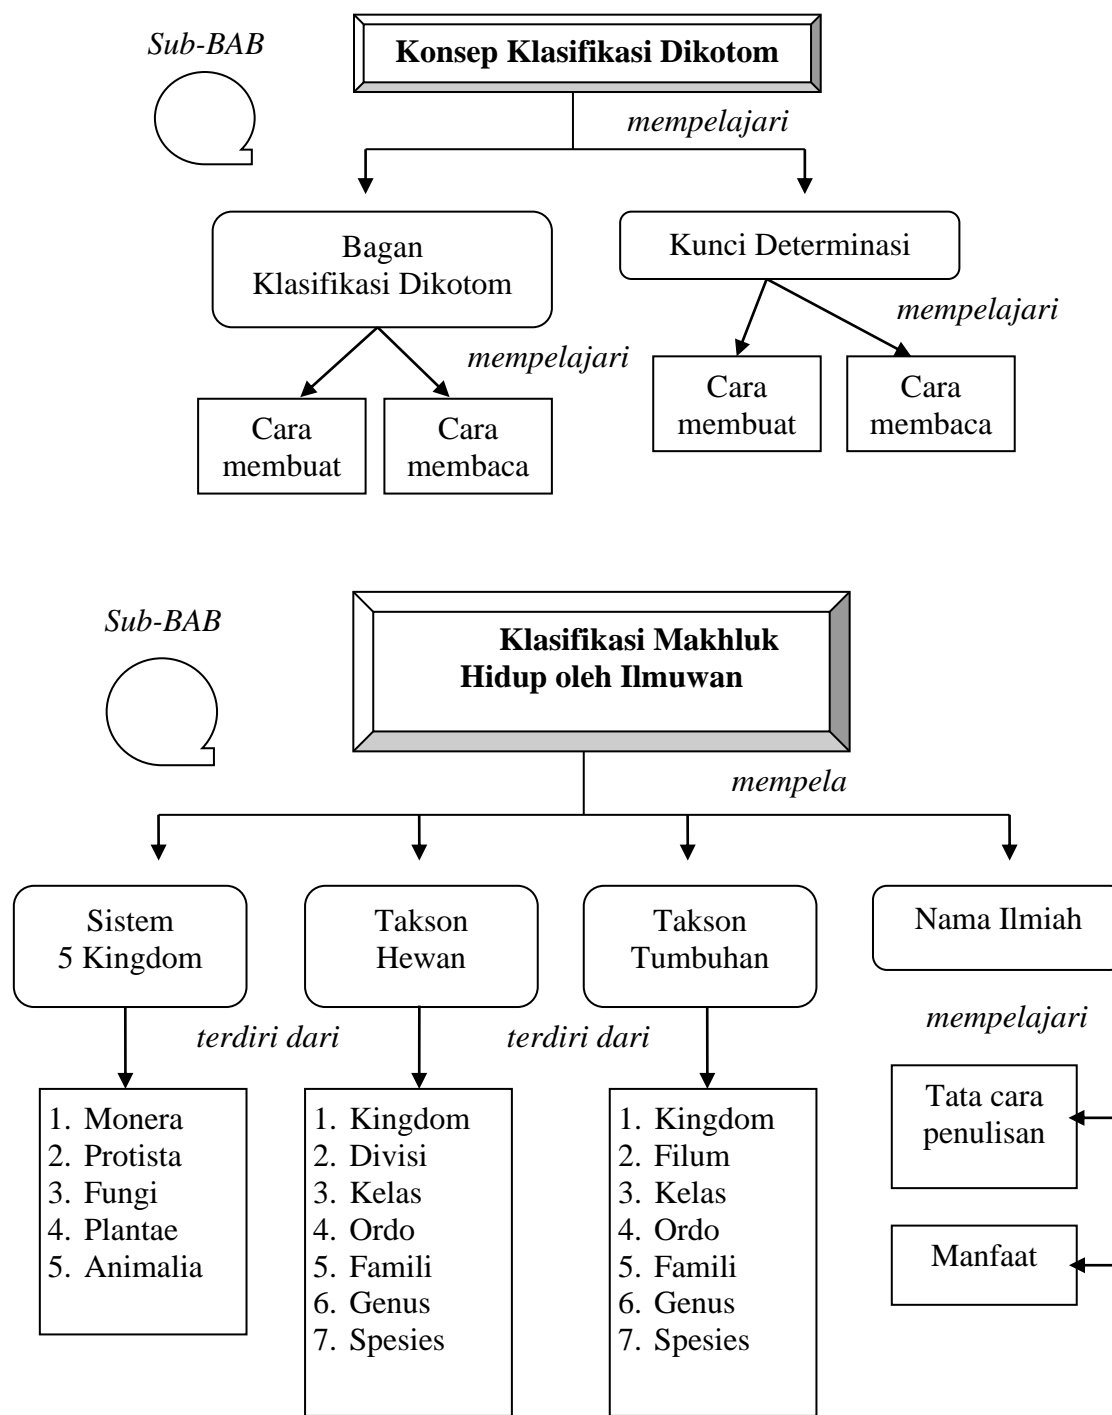 Sub-BAB
Konsep Klasifikasi Dikotom
mempelajari
Bagan
Klasifikasi Dikotom
Kunci Determinasi
mempelajari
mempelajari
Cara
membuat
Cara
membaca
Cara
membuat
Cara
membaca
Sub-BAB
Klasifikasi Makhluk
Hidup oleh Ilmuwan
mempela
Sistem
5 Kingdom
Takson
Hewan
Takson
Tumbuhan
Nama Ilmiah
terdiri dari
terdiri dari
mempelajari
1. Monera
2. Protista
3. Fungi
4. Plantae
5. Animalia
1. Kingdom
2. Divisi
3. Kelas
4. Ordo
5. Famili
6. Genus
7. Spesies
1. Kingdom
2. Filum
3. Kelas
4. Ordo
5. Famili
6. Genus
7. Spesies
Tata cara
penulisan
Manfaat